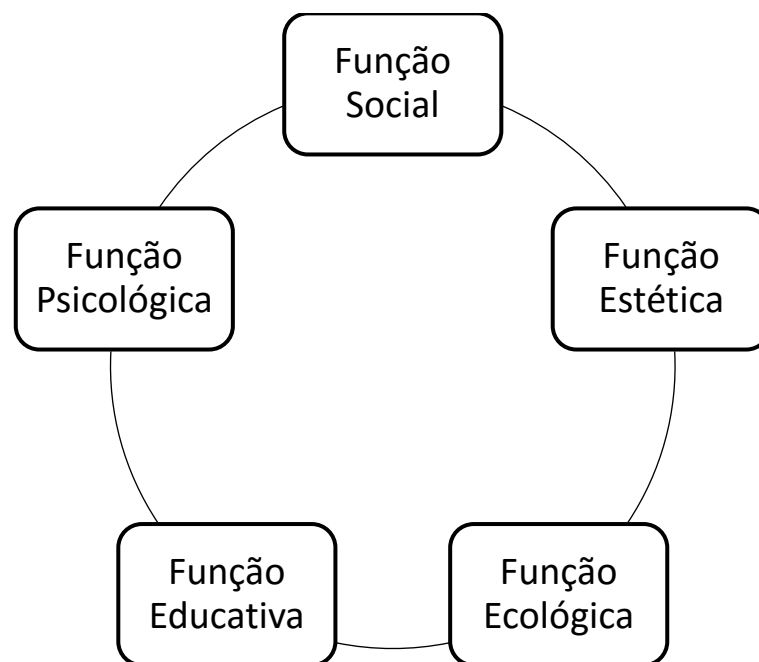 Função
Social
Função
Psicológica
Função
Estética
Função
Educativa
Função
Ecológica